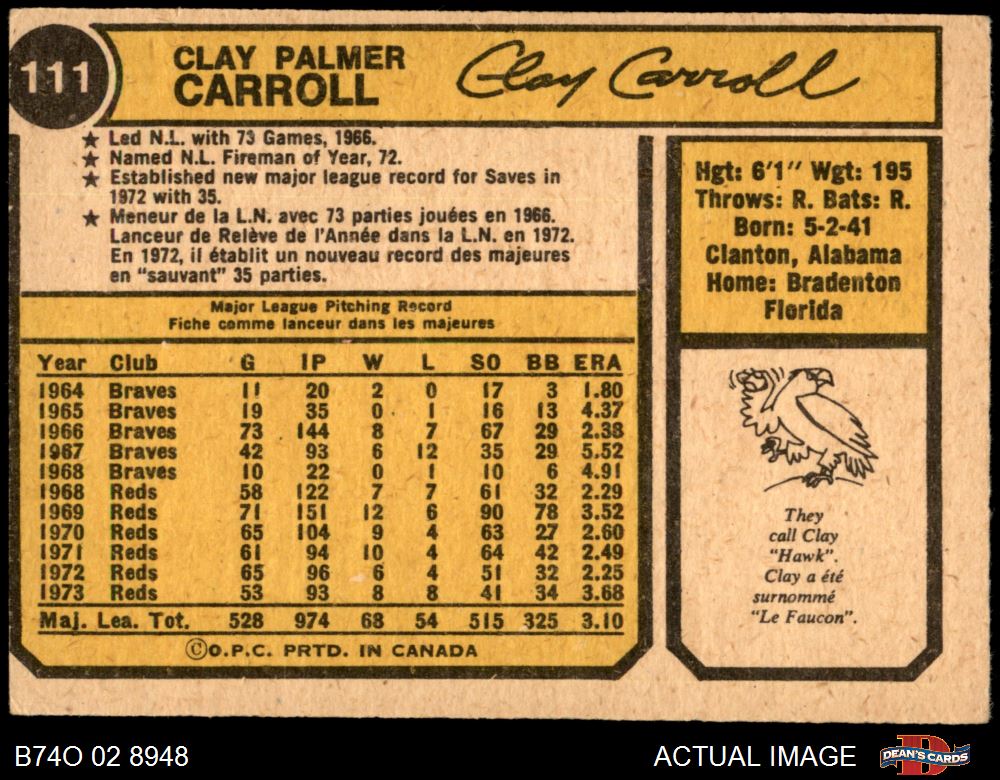 111
CLAY PALMER
CARROLL
Clay Carroll
★ Led N.L. with 73 Games, 1966.
★ Named N.L. Fireman of Year, 72.
★ Established new major league record for Saves in
1972 with 35.
★ Meneur de la L.N. avec 73 parties jouées en 1966.
Lanceur de Relève de l'Année dans la L.N. en 1972.
En 1972, il établit un nouveau record des majeures
en "sauvant" 35 parties.
Hgt: 6'1" Wgt: 195
Throws: R. Bats: R.
Born: 5-2-41
Clanton, Alabama
Home: Bradenton
Florida
Major League Pitching Record
Fiche comme lanceur dans les majeures
Year Club G IP W L SO BB ERA
1964 Braves 11 20 2 0 17 3 1.80
1965 Braves 19 35 0 1 16 13 4.37
1966 Braves 73 144 8 7 67 29 2.38
1967 Braves 42 93 6 12 35 29 5.52
1968 Braves 10 22 0 1 10 6 4.91
1968 Reds 58 122 7 7 61 32 2.29
1969 Reds 71 151 12 6 90 78 3.52
1970 Reds 65 104 9 4 63 27 2.60
1971 Reds 61 94 10 4 64 42 2.49
1972 Reds 65 96 6 4 51 32 2.25
1973 Reds 53 93 8 8 41 34 3.68
Maj. Lea. Tot. 528 974 68 54 515 325 3.10
©O.P.C. PRTD. IN CANADA
They
call Clay
"Hawk".
Clay a été
surnommé
"Le Faucon".
B74O 02 8948
ACTUAL IMAGE
DEAN'S CARDS